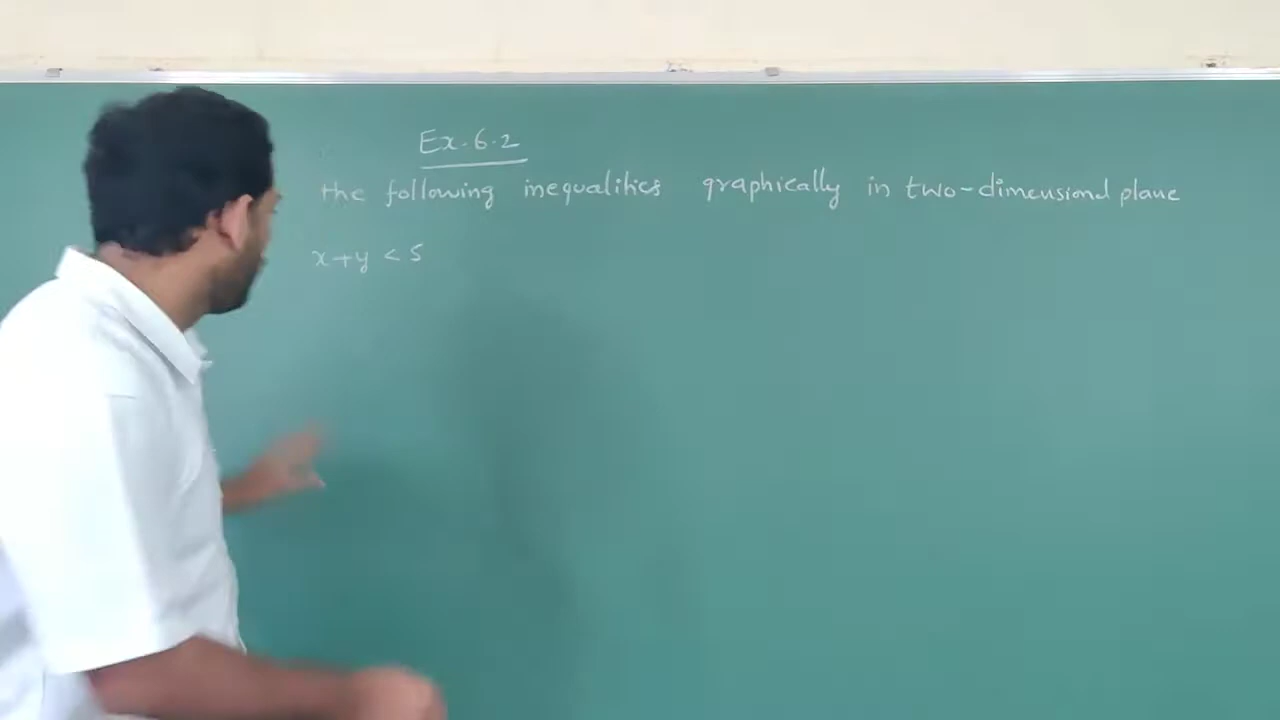 Ex. 6.2
the following inequalities graphically in two-dimensional plane
x+y < 5